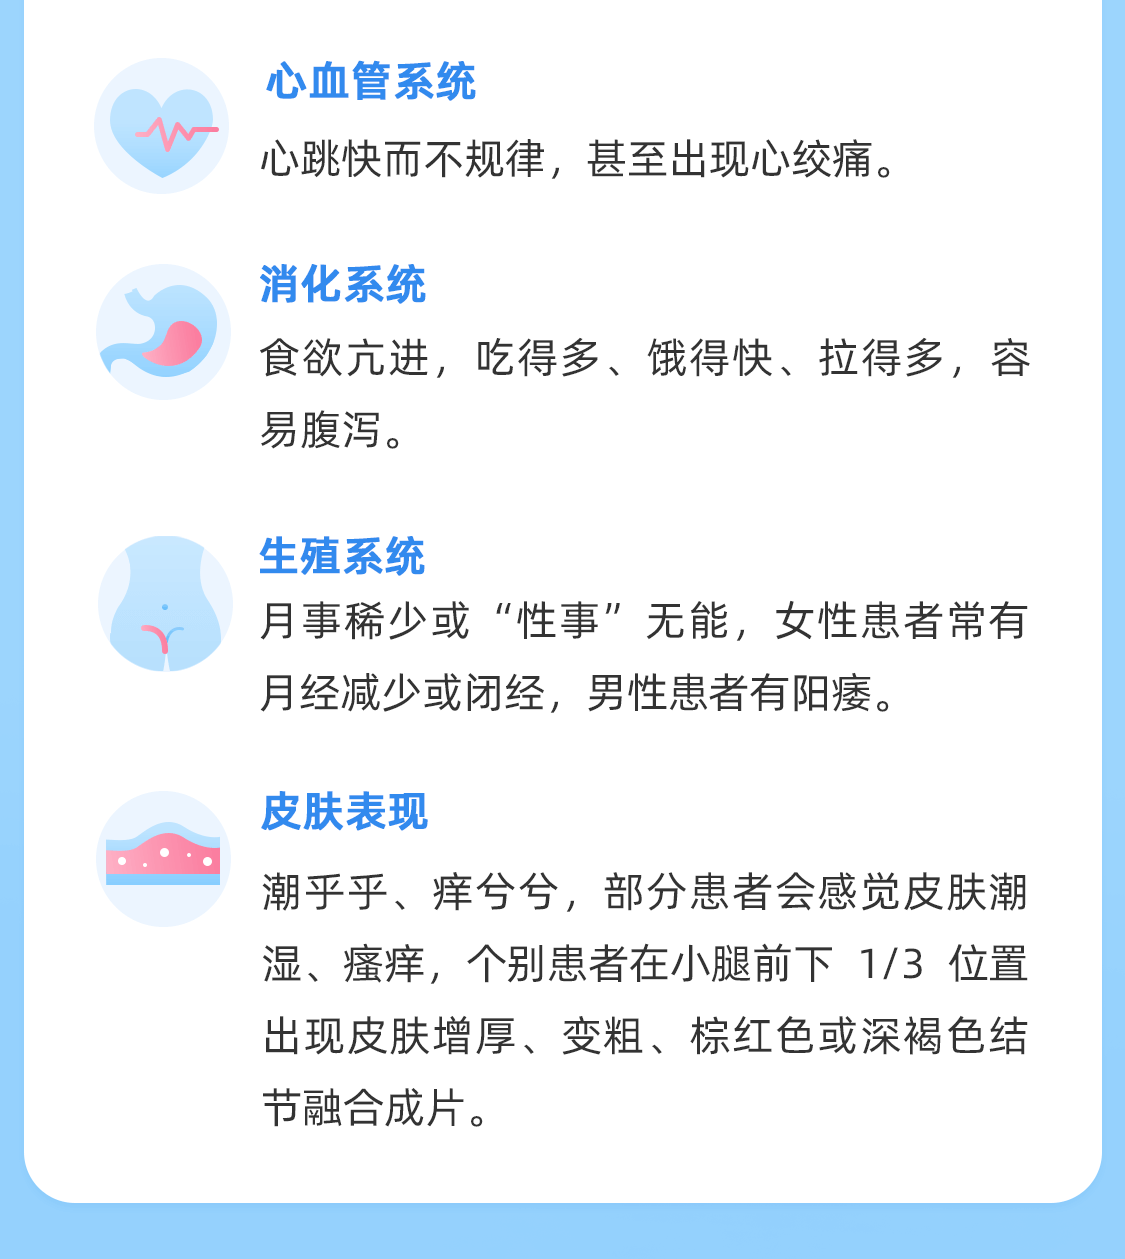 心血管系统
心跳快而不规律，甚至出现心绞痛。
消化系统
食欲亢进，吃得多、饿得快、拉得多，容
易腹泻。
生殖系统
月事稀少或“性事”无能，女性患者常有
月经减少或闭经，男性患者有阳痿。
皮肤表现
潮乎乎、痒兮兮，部分患者会感觉皮肤潮
湿、瘙痒，个别患者在小腿前下 1/3 位置
出现皮肤增厚、变粗、棕红色或深褐色结
节融合成片。